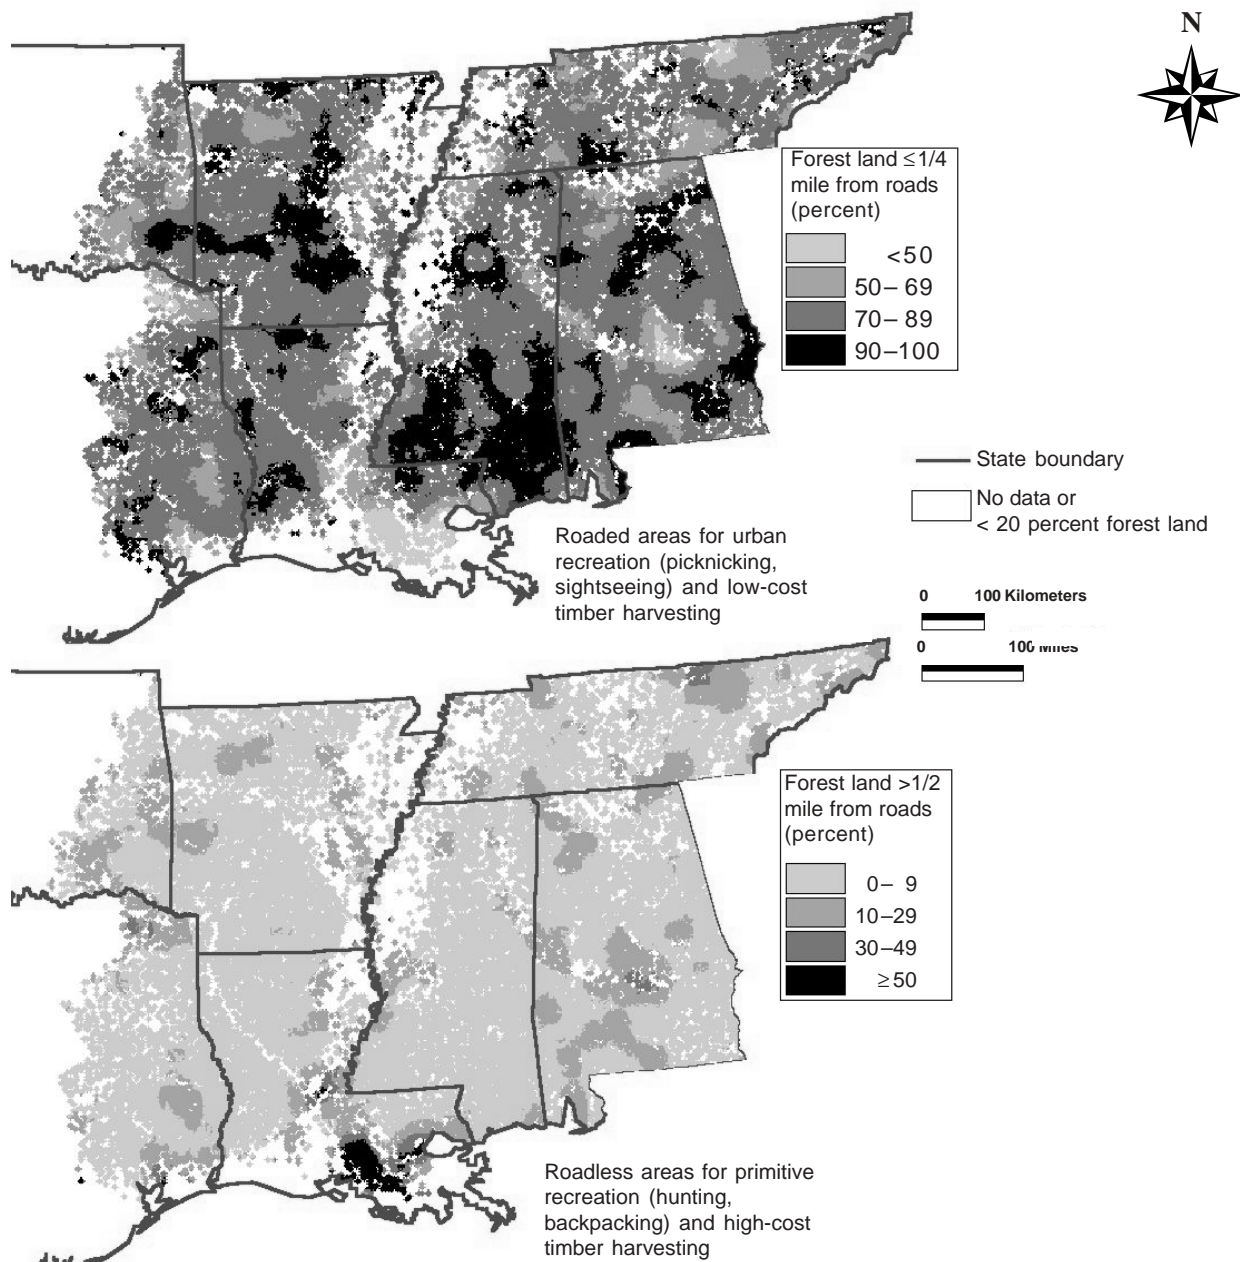 N
Forest land ≤1/4
mile from roads
(percent)
<50
50–69
70–89
90–100
State boundary
No data or
< 20 percent forest land
Roaded areas for urban
recreation (picknicking,
sightseeing) and low-cost
timber harvesting
0 100 Kilometers
0 100 Miles
Forest land >1/2
mile from roads
(percent)
0–9
10–29
30–49
≥50
Roadless areas for primitive
recreation (hunting,
backpacking) and high-cost
timber harvesting